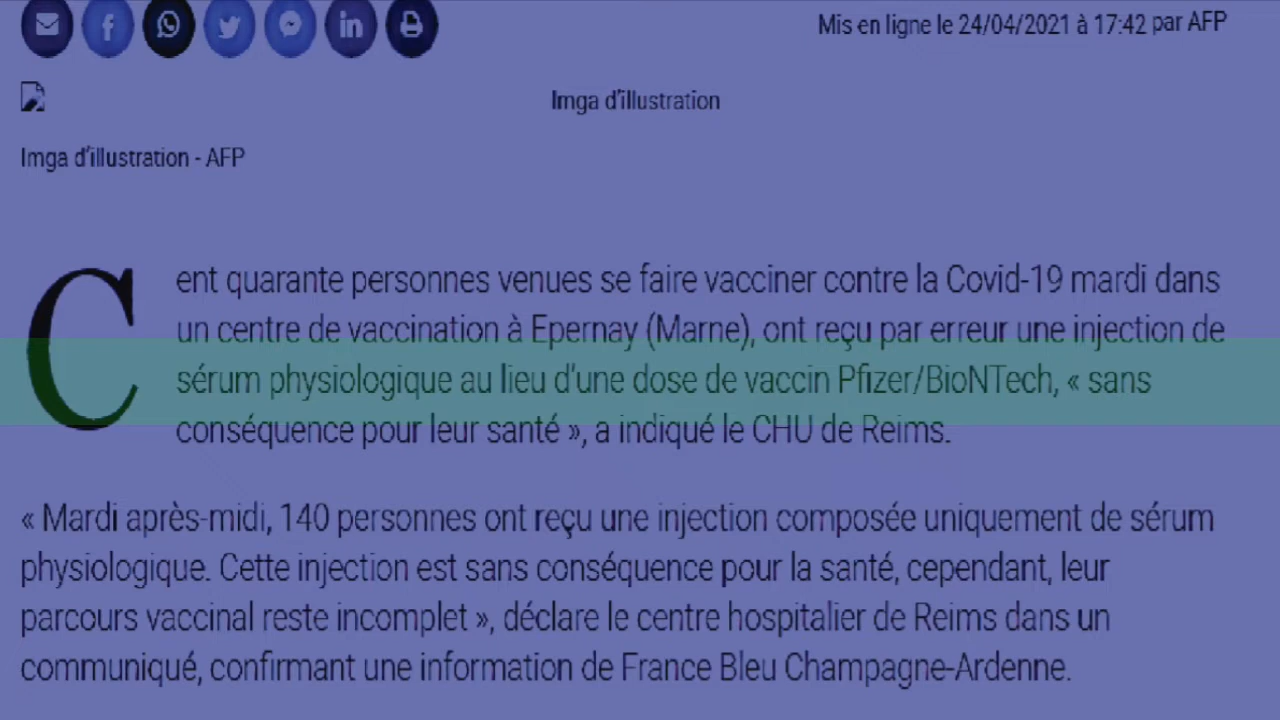 Mis en ligne le 24/04/2021 à 17:42 par AFP
Imga d'illustration
Imga d'illustration - AFP
Cent quarante personnes venues se faire vacciner contre la Covid-19 mardi dans
un centre de vaccination à Epernay (Marne), ont reçu par erreur une injection de
sérum physiologique au lieu d'une dose de vaccin Pfizer/BioNTech, « sans
conséquence pour leur santé », a indiqué le CHU de Reims.
« Mardi après-midi, 140 personnes ont reçu une injection composée uniquement de sérum
physiologique. Cette injection est sans conséquence pour la santé, cependant, leur
parcours vaccinal reste incomplet », déclare le centre hospitalier de Reims dans un
communiqué, confirmant une information de France Bleu Champagne-Ardenne.